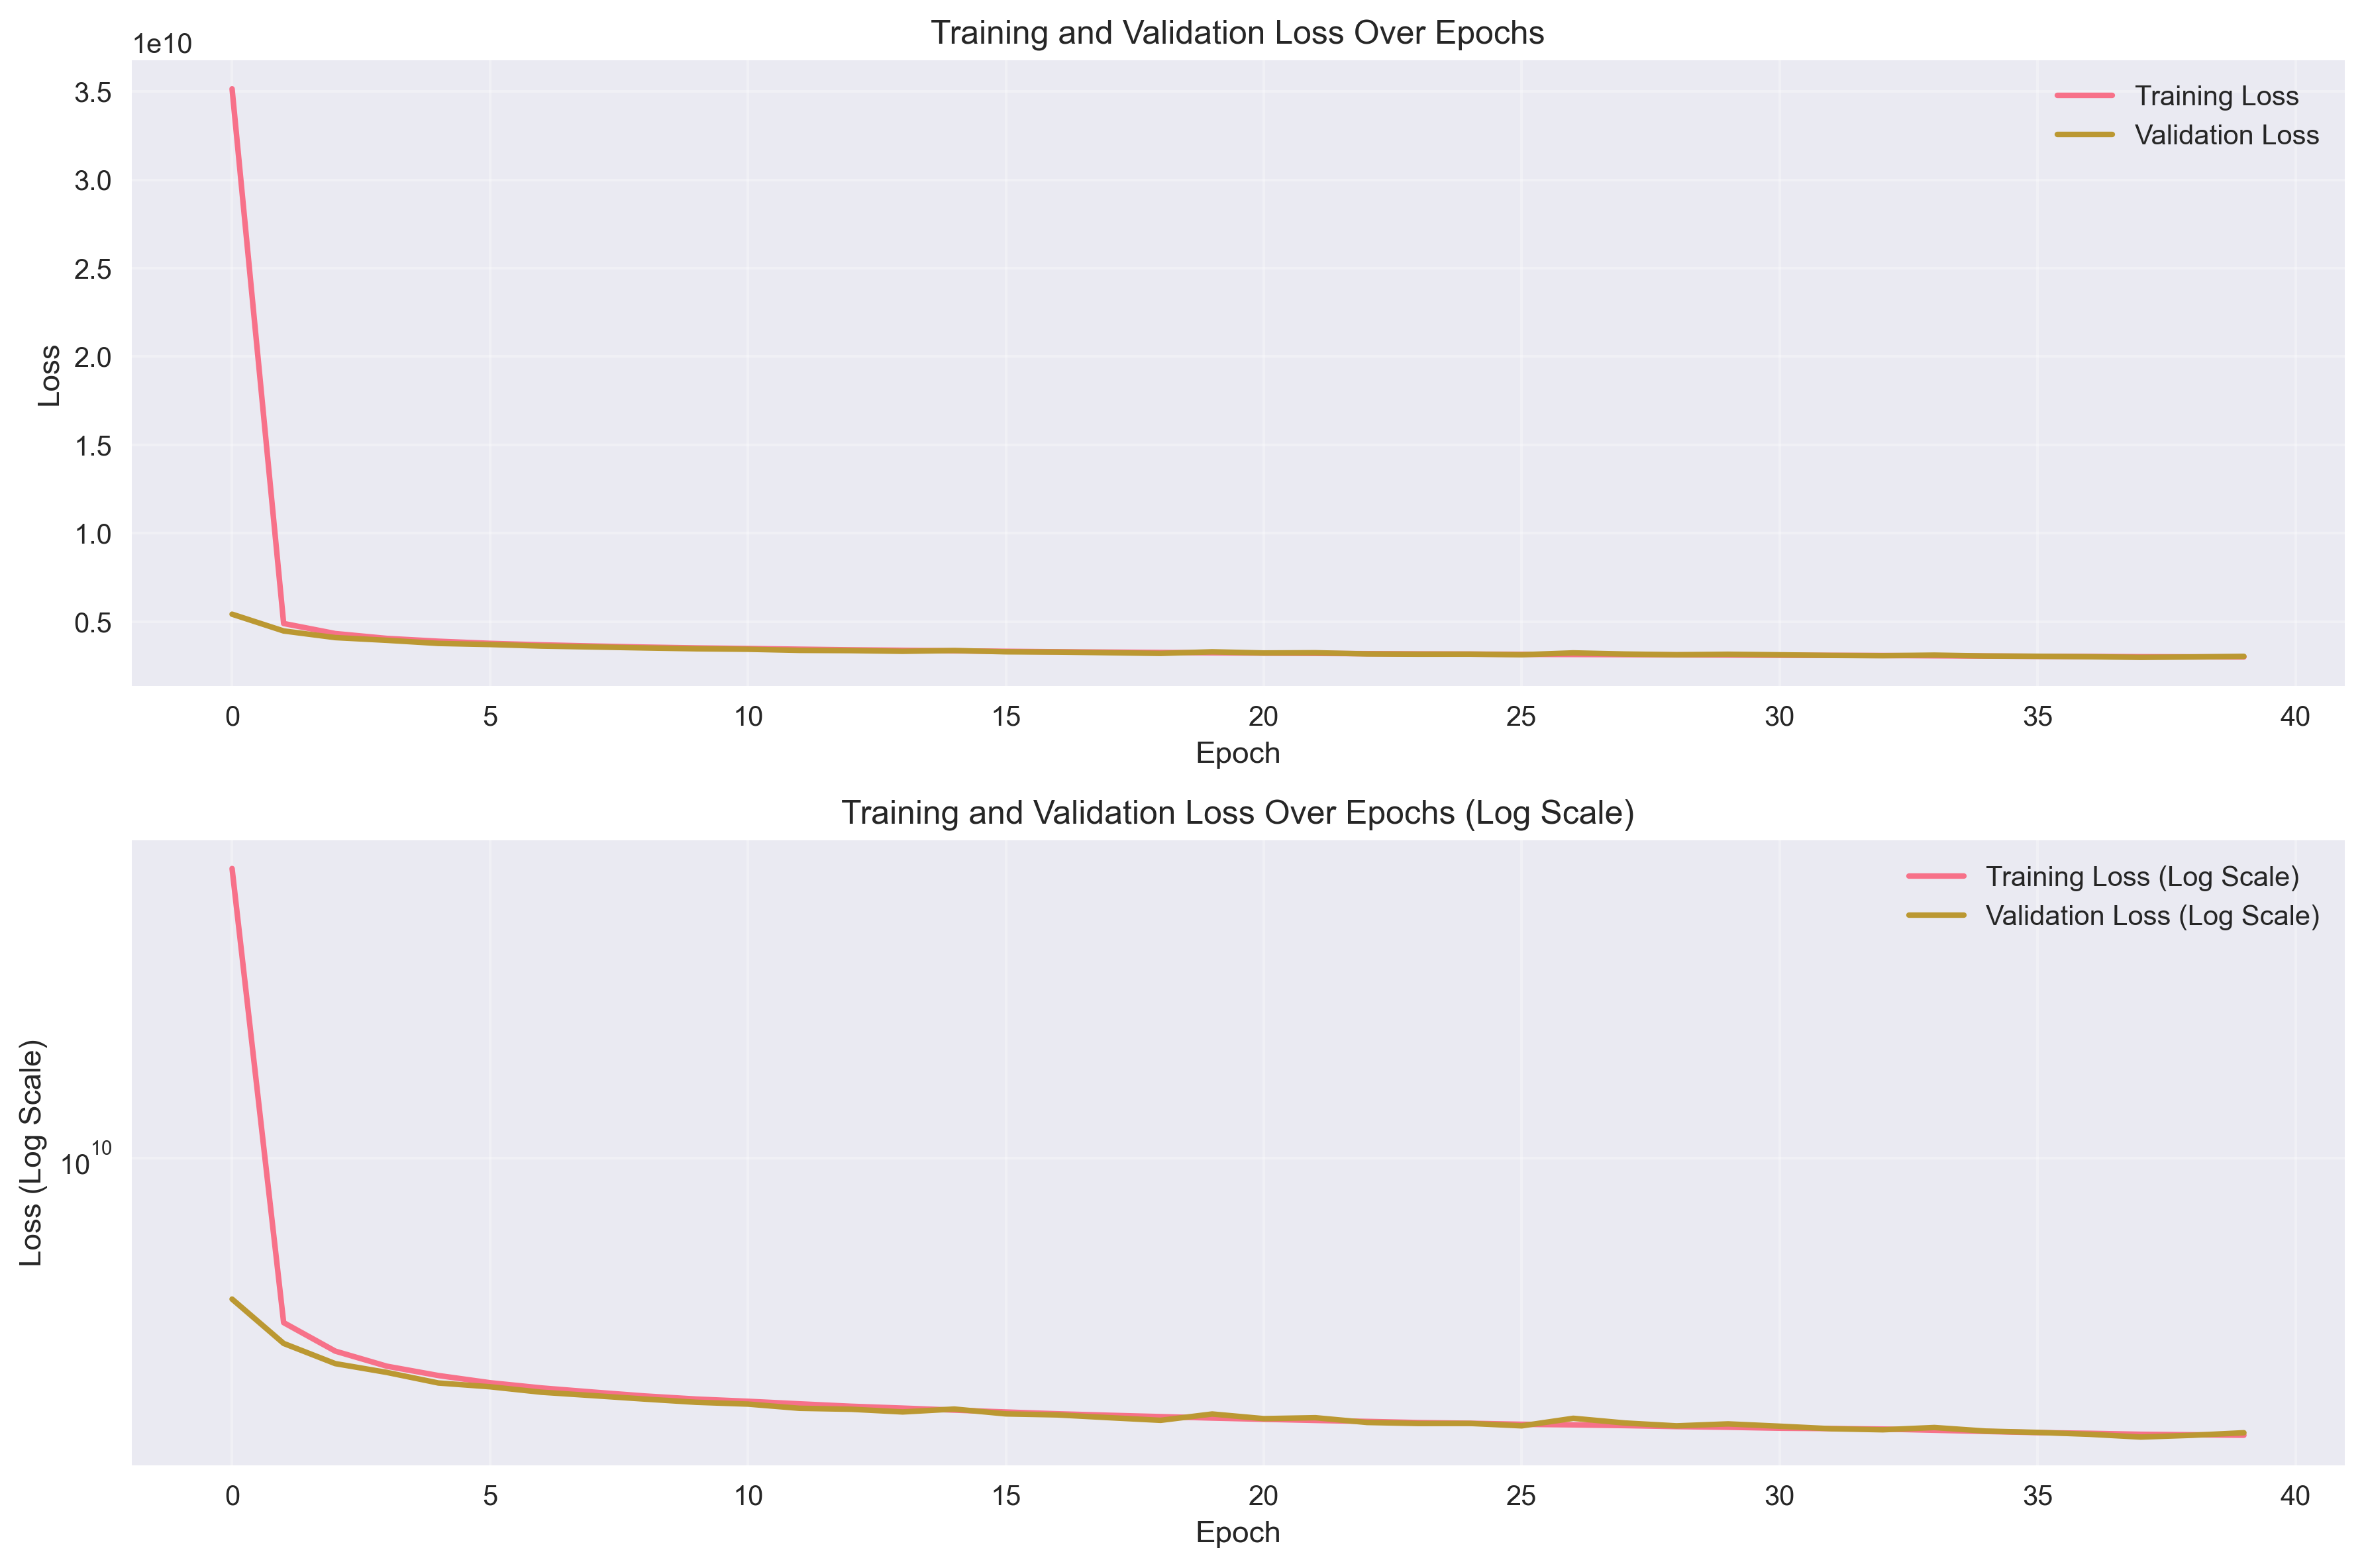 Training and Validation Loss Over Epochs
1e10
3.5
3.0
2.5
2.0
1.5
1.0
0.5
Loss
Training Loss
Validation Loss
0 5 10 15 20 25 30 35 40
Epoch
Training and Validation Loss Over Epochs (Log Scale)
Training Loss (Log Scale)
Validation Loss (Log Scale)
Loss (Log Scale)
10^10
0 5 10 15 20 25 30 35 40
Epoch